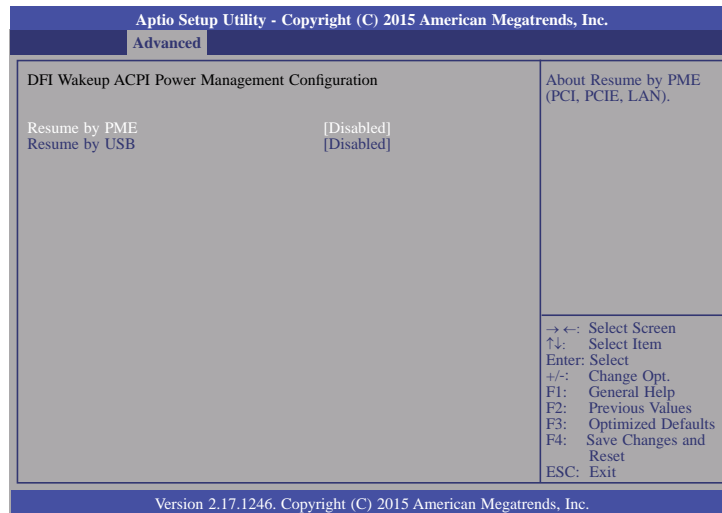 Aptio Setup Utility - Copyright (C) 2015 American Megatrends, Inc.
Advanced
DFI Wakeup ACPI Power Management Configuration
Resume by PME [Disabled]
Resume by USB [Disabled]
About Resume by PME
(PCI, PCIE, LAN).
→ ←: Select Screen
↑↓: Select Item
Enter: Select
+/-: Change Opt.
F1: General Help
F2: Previous Values
F3: Optimized Defaults
F4: Save Changes and
Reset
ESC: Exit
Version 2.17.1246. Copyright (C) 2015 American Megatrends, Inc.